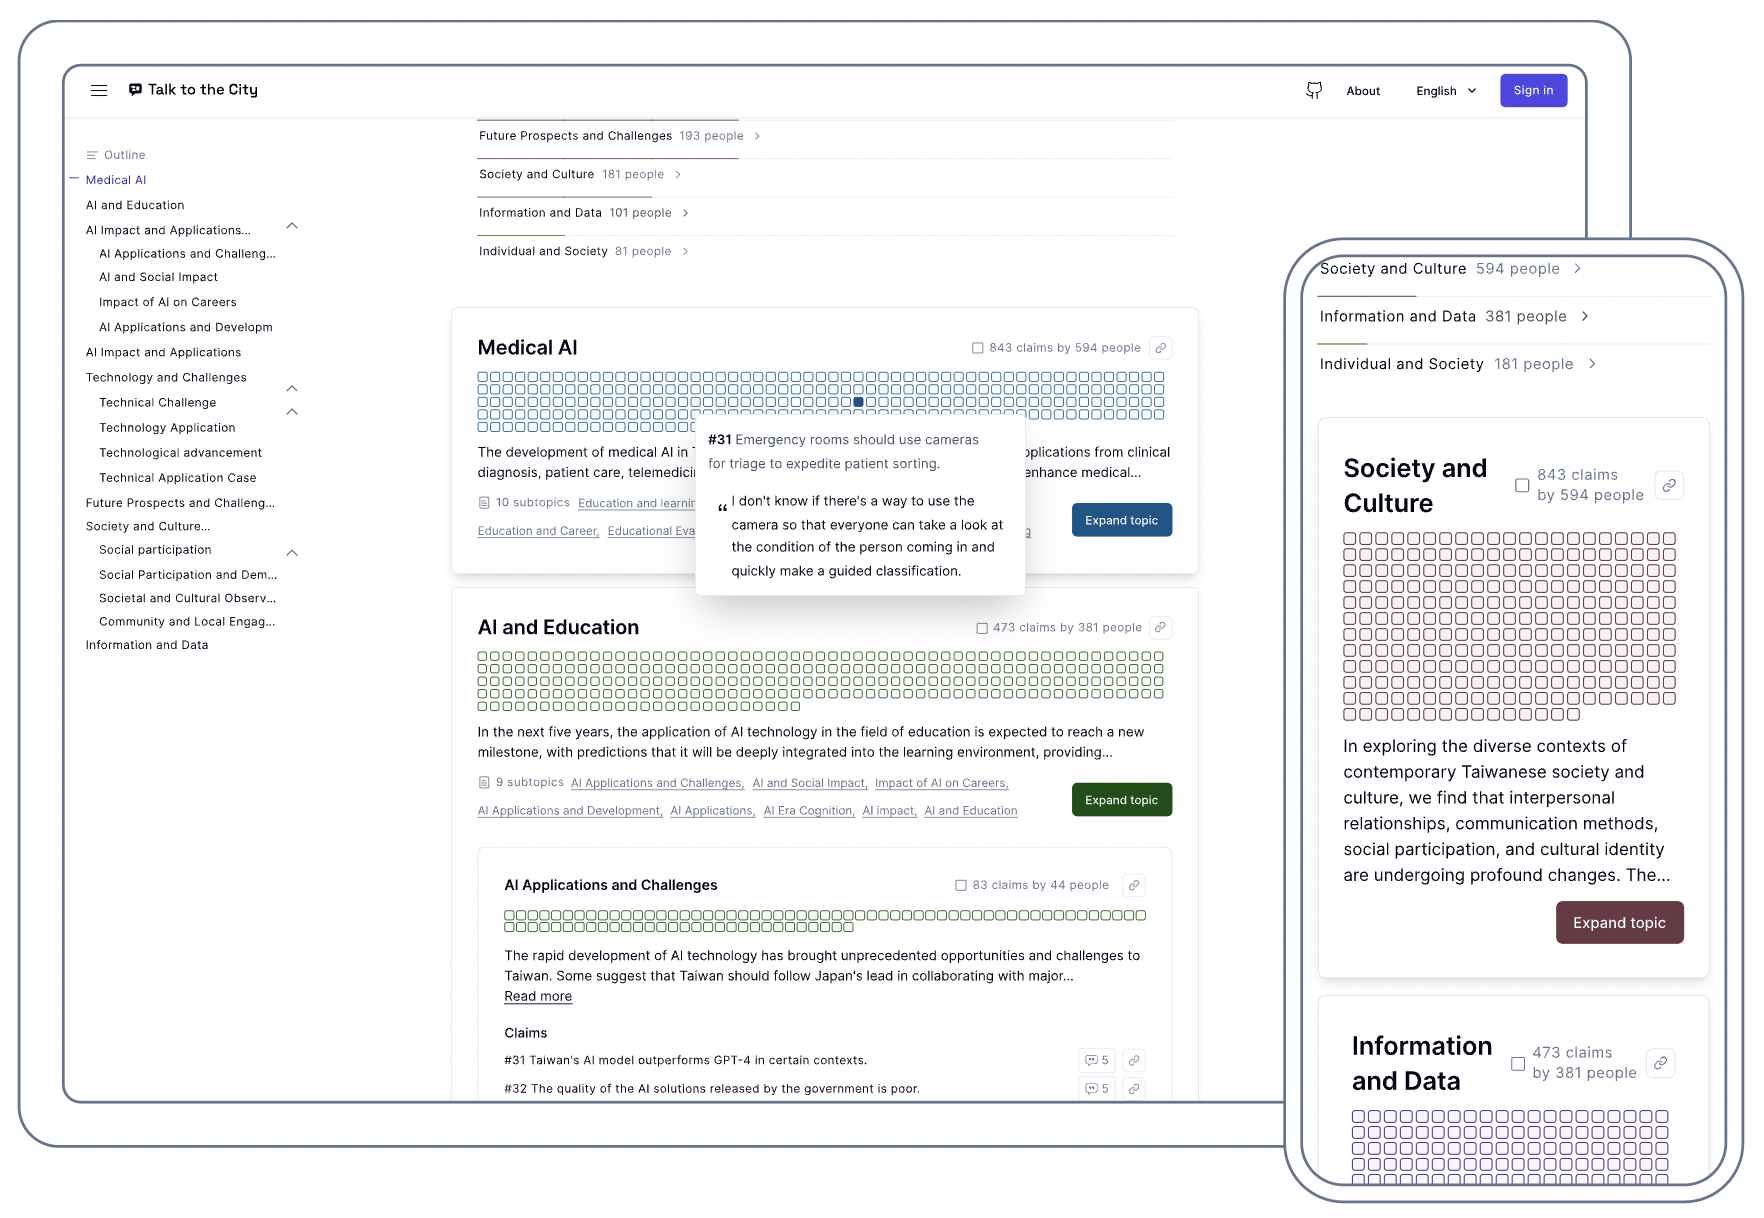 Talk to the City
About
English
Sign in
Outline
Medical AI
AI and Education
AI Impact and Applications...
AI Applications and Challeng...
AI and Social Impact
Impact of AI on Careers
AI Applications and Developm
AI Impact and Applications
Technology and Challenges
Technical Challenge
Technology Application
Technological advancement
Technical Application Case
Future Prospects and Challeng...
Society and Culture...
Social participation
Social Participation and Dem...
Societal and Cultural Observ...
Community and Local Engag...
Information and Data
Future Prospects and Challenges 193 people
Society and Culture 181 people
Information and Data 101 people
Individual and Society 81 people
Medical AI
843 claims by 594 people
The development of medical AI in plications from clinical
diagnosis, patient care, enhance medical...
10 subtopics Education and
Education and Career, Educational
Expand topic
#31 Emergency rooms should use cameras
for triage to expedite patient sorting.
“ I don't know if there's a way to use the
camera so that everyone can take a look at
the condition of the person coming in and
quickly make a guided classification.
AI and Education
473 claims by 381 people
In the next five years, the application of AI technology in the field of education is expected to reach a new
milestone, with predictions that it will be deeply integrated into the learning environment, providing...
9 subtopics AI Applications and Challenges, AI and Social Impact, Impact of AI on Careers,
AI Applications and Development, AI Applications, AI Era Cognition, AI impact, AI and Education
Expand topic
AI Applications and Challenges
83 claims by 44 people
The rapid development of AI technology has brought unprecedented opportunities and challenges to
Taiwan. Some suggest that Taiwan should follow Japan's lead in collaborating with major...
Read more
Claims
#31 Taiwan's AI model outperforms GPT-4 in certain contexts.
5
#32 The quality of the AI solutions released by the government is poor.
5
Society and Culture 594 people
Information and Data 381 people
Individual and Society 181 people
Society and
Culture
843 claims
by 594 people
In exploring the diverse contexts of
contemporary Taiwanese society and
culture, we find that interpersonal
relationships, communication methods,
social participation, and cultural identity
are undergoing profound changes. The...
Expand topic
Information
and Data
473 claims
by 381 people